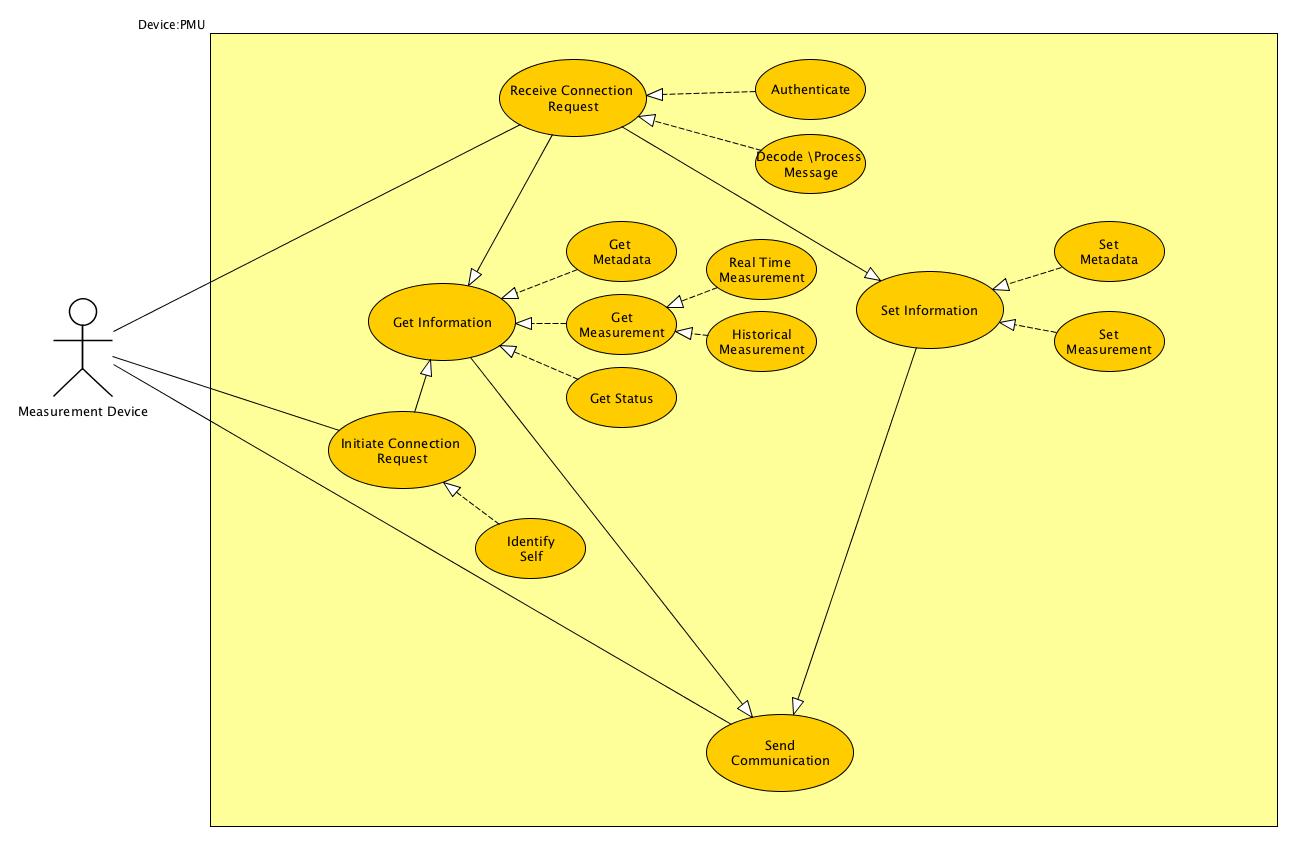 Device:PMU
Receive Connection
Request
Authenticate
Decode \Process
Message
Get
Metadata
Real Time
Measurement
Set
Metadata
Get Information
Get
Measurement
Historical
Measurement
Set Information
Set
Measurement
Get Status
Measurement Device
Initiate Connection
Request
Identify
Self
Send
Communication